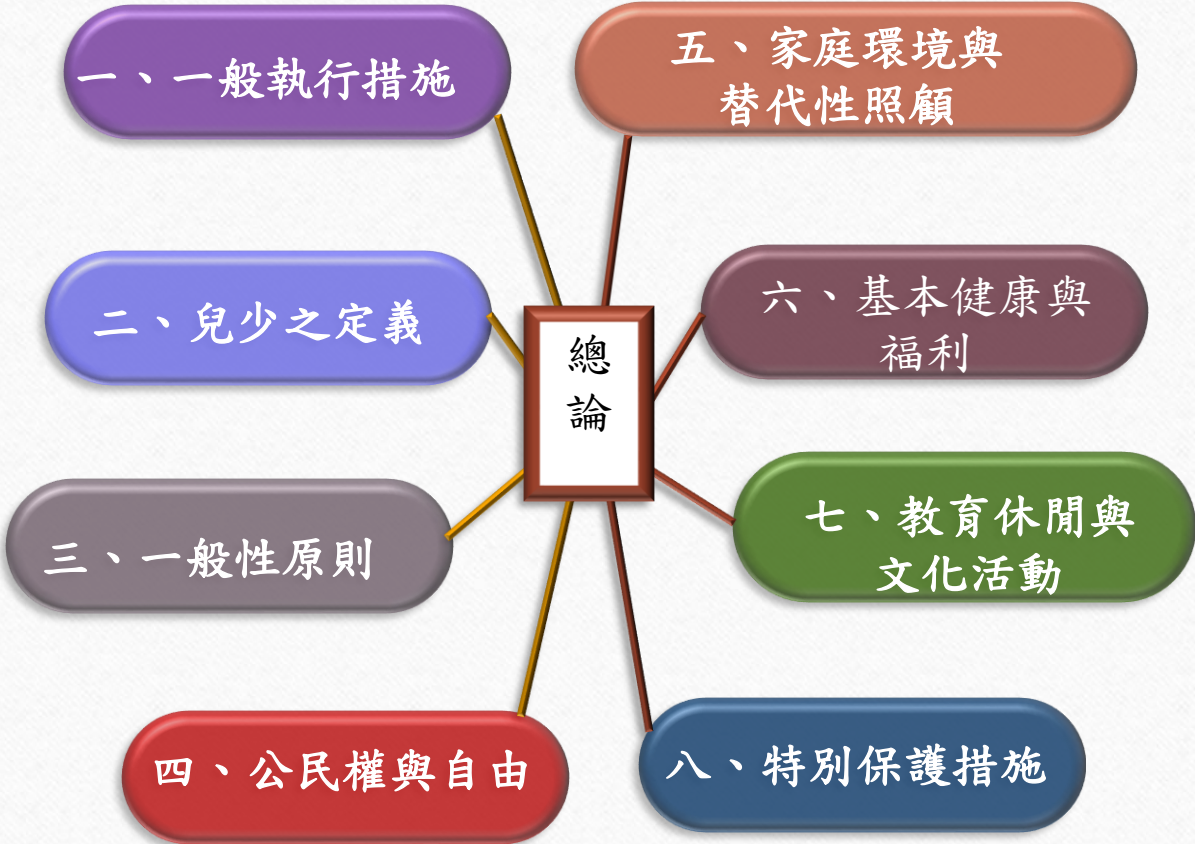 一、一般執行措施
二、兒少之定義
三、一般性原則
四、公民權與自由
總
論
五、家庭環境與
替代性照顧
六、基本健康與
福利
七、教育休閒與
文化活動
八、特別保護措施